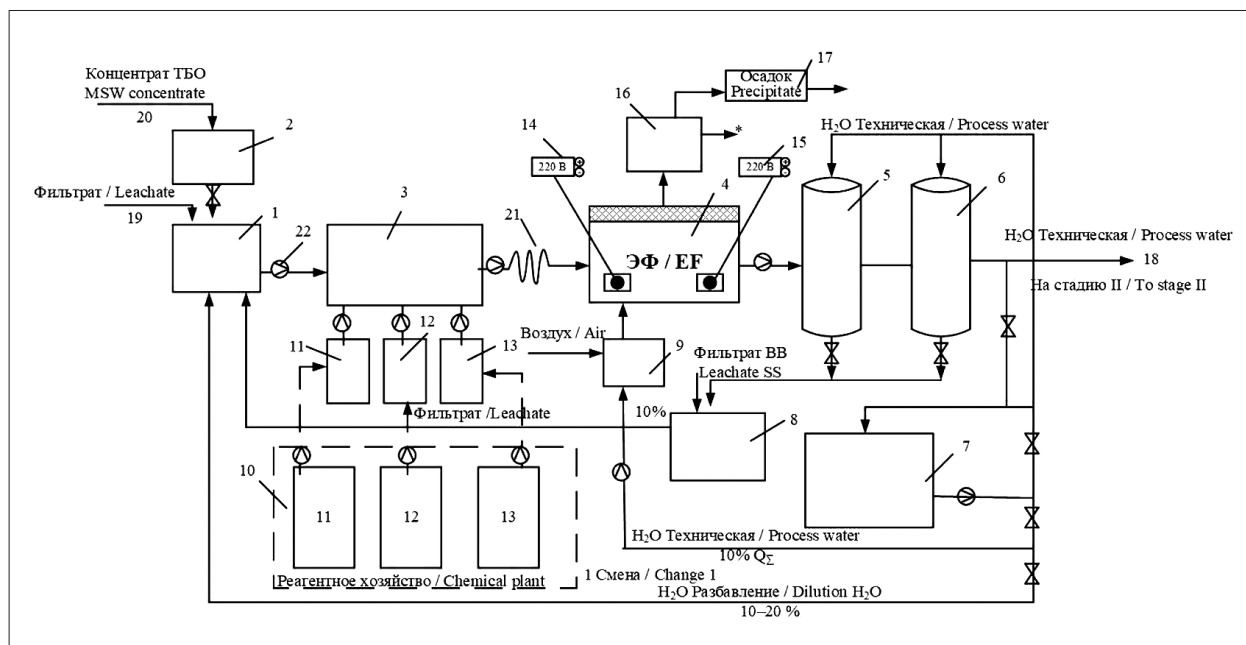 Концентрат ТБО
MSW concentrate
20
2
Фильтрат / Leachate
19
1
22
3
21
14
220 В
16
*
Осадок
Precipitate
17
15
220 В
4
ЭФ / EF
H₂O Техническая / Process water
5
6
H₂O Техническая / Process water
18
На стадию II / To stage II
11
12
13
Воздух / Air
9
Фильтрат ВВ
Leachate SS
Фильтрат /Leachate
10%
8
7
10
11
12
13
Реагентное хозяйство / Chemical plant
1 Смена / Change 1
H₂O Техническая / Process water
10% Q∑
H₂O Разбавление / Dilution H₂O
10–20 %